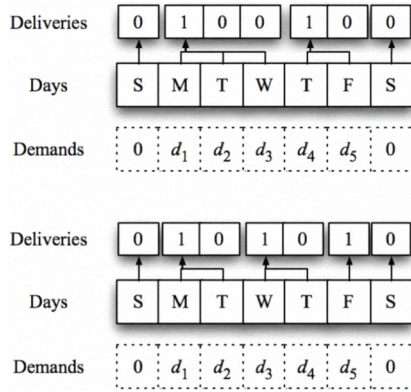 Deliveries 0 1 0 0 1 0 0
Days S M T W T F S
Demands 0 d₁ d₂ d₃ d₄ d₅ 0
Deliveries 0 1 0 1 0 1 0
Days S M T W T F S
Demands 0 d₁ d₂ d₃ d₄ d₅ 0